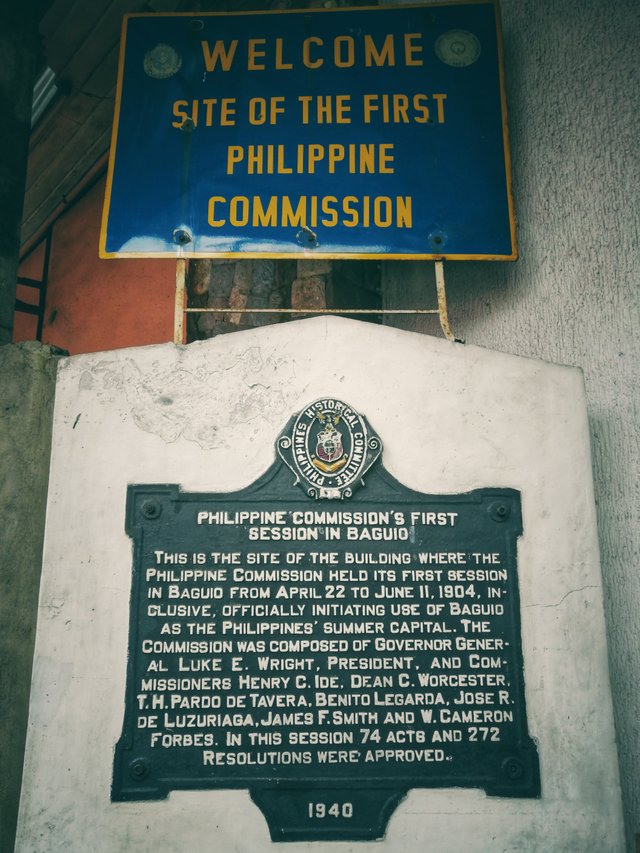 WELCOME
SITE OF THE FIRST
PHILIPPINE
COMMISSION
PHILIPPINES HISTORICAL COMMITTEE
PHILIPPINE COMMISSION'S FIRST
SESSION IN BAGUIO
THIS IS THE SITE OF THE BUILDING WHERE THE
PHILIPPINE COMMISSION HELD ITS FIRST SESSION
IN BAGUIO FROM APRIL 22 TO JUNE 11, 1904, IN-
CLUSIVE, OFFICIALLY INITIATING USE OF BAGUIO
AS THE PHILIPPINES' SUMMER CAPITAL. THE
COMMISSION WAS COMPOSED OF GOVERNOR GENER-
AL LUKE E. WRIGHT, PRESIDENT, AND COM-
MISSIONERS HENRY C. IDE, DEAN C. WORCESTER,
T. H. PARDO DE TAVERA, BENITO LEGARDA, JOSE R.
DE LUZURIAGA, JAMES F. SMITH AND W. CAMERON
FORBES. IN THIS SESSION 74 ACTS AND 272
RESOLUTIONS WERE APPROVED.
1940